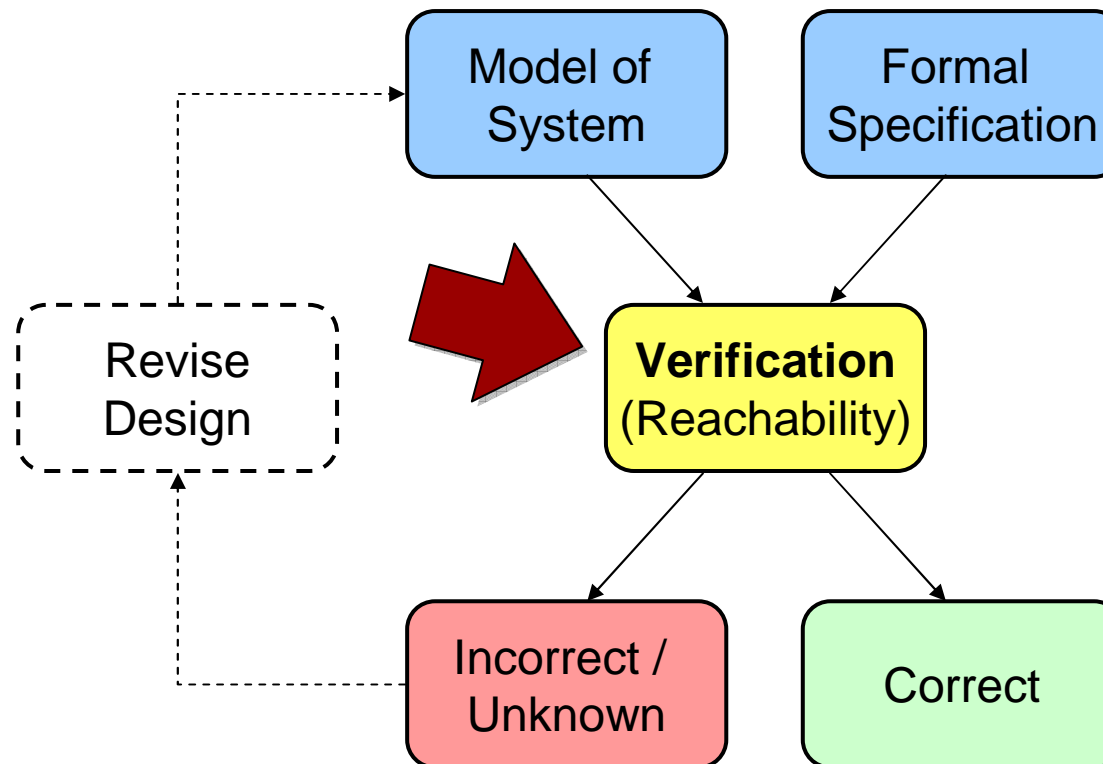 Model of
System
Formal
Specification
Revise
Design
Verification
(Reachability)
Incorrect /
Unknown
Correct